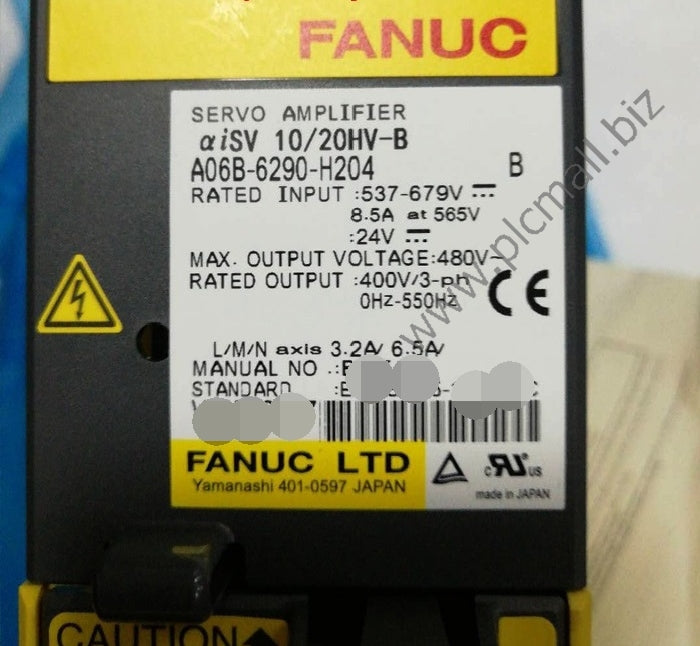 FANUC
SERVO AMPLIFIER
αiSV 10/20HV-B
A06B-6290-H204 B
RATED INPUT :537-679V
8.5A at 565V
:24V
MAX. OUTPUT VOLTAGE:480V~
RATED OUTPUT :400V/3-ph
0Hz-550Hz
CE
L/M/N axis 3.2A/ 6.5A/
MANUAL NO .:
STANDARD :
FANUC LTD
Yamanashi 401-0597 JAPAN
c US
made in JAPAN
CAUTION
www.plcmall.biz